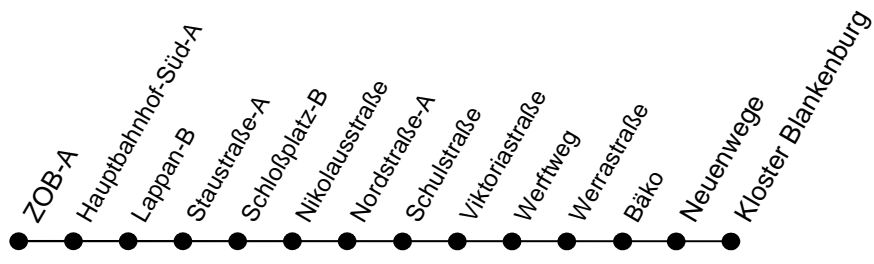 ZOB-A
Hauptbahnhof-Süd-A
Lappan-B
Staustraße-A
Schloßplatz-B
Nikolausstraße
Nordstraße-A
Schulstraße
Viktoriastraße
Werftweg
Werrastraße
Bäko
Neuenwege
Kloster Blankenburg